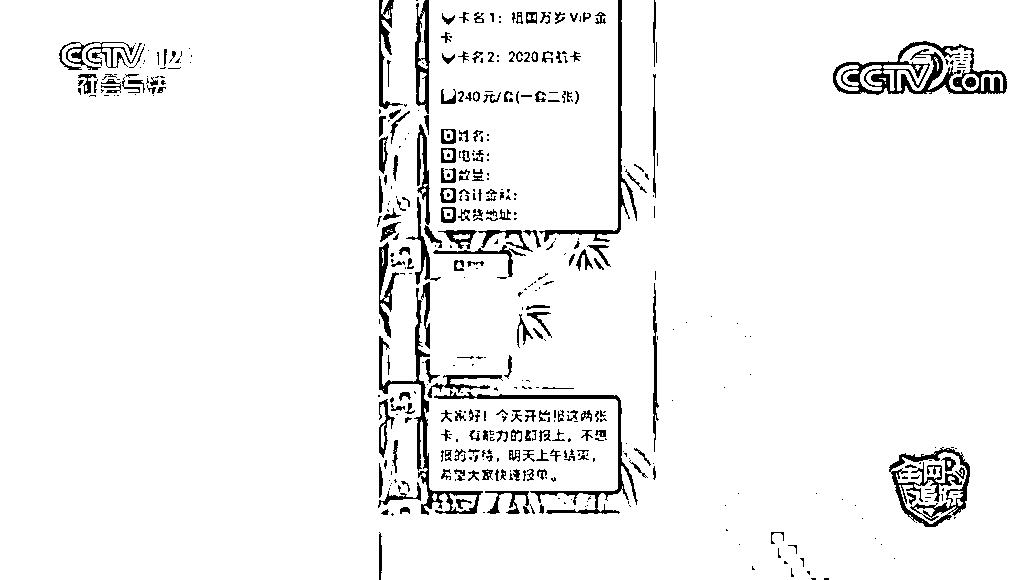 CCTV 12
社会与法
CCTV com
卡名1：祖国万岁ViP金
卡
卡名2：2020启航卡
240元/套(一套二张)
姓名：
电话：
数量：
合计金额：
收货地址：
大家好！今天开始报这两张
卡，有能力的都报上，不想
报的等待，明天上午结束，
希望大家快速报单。
全网
追踪